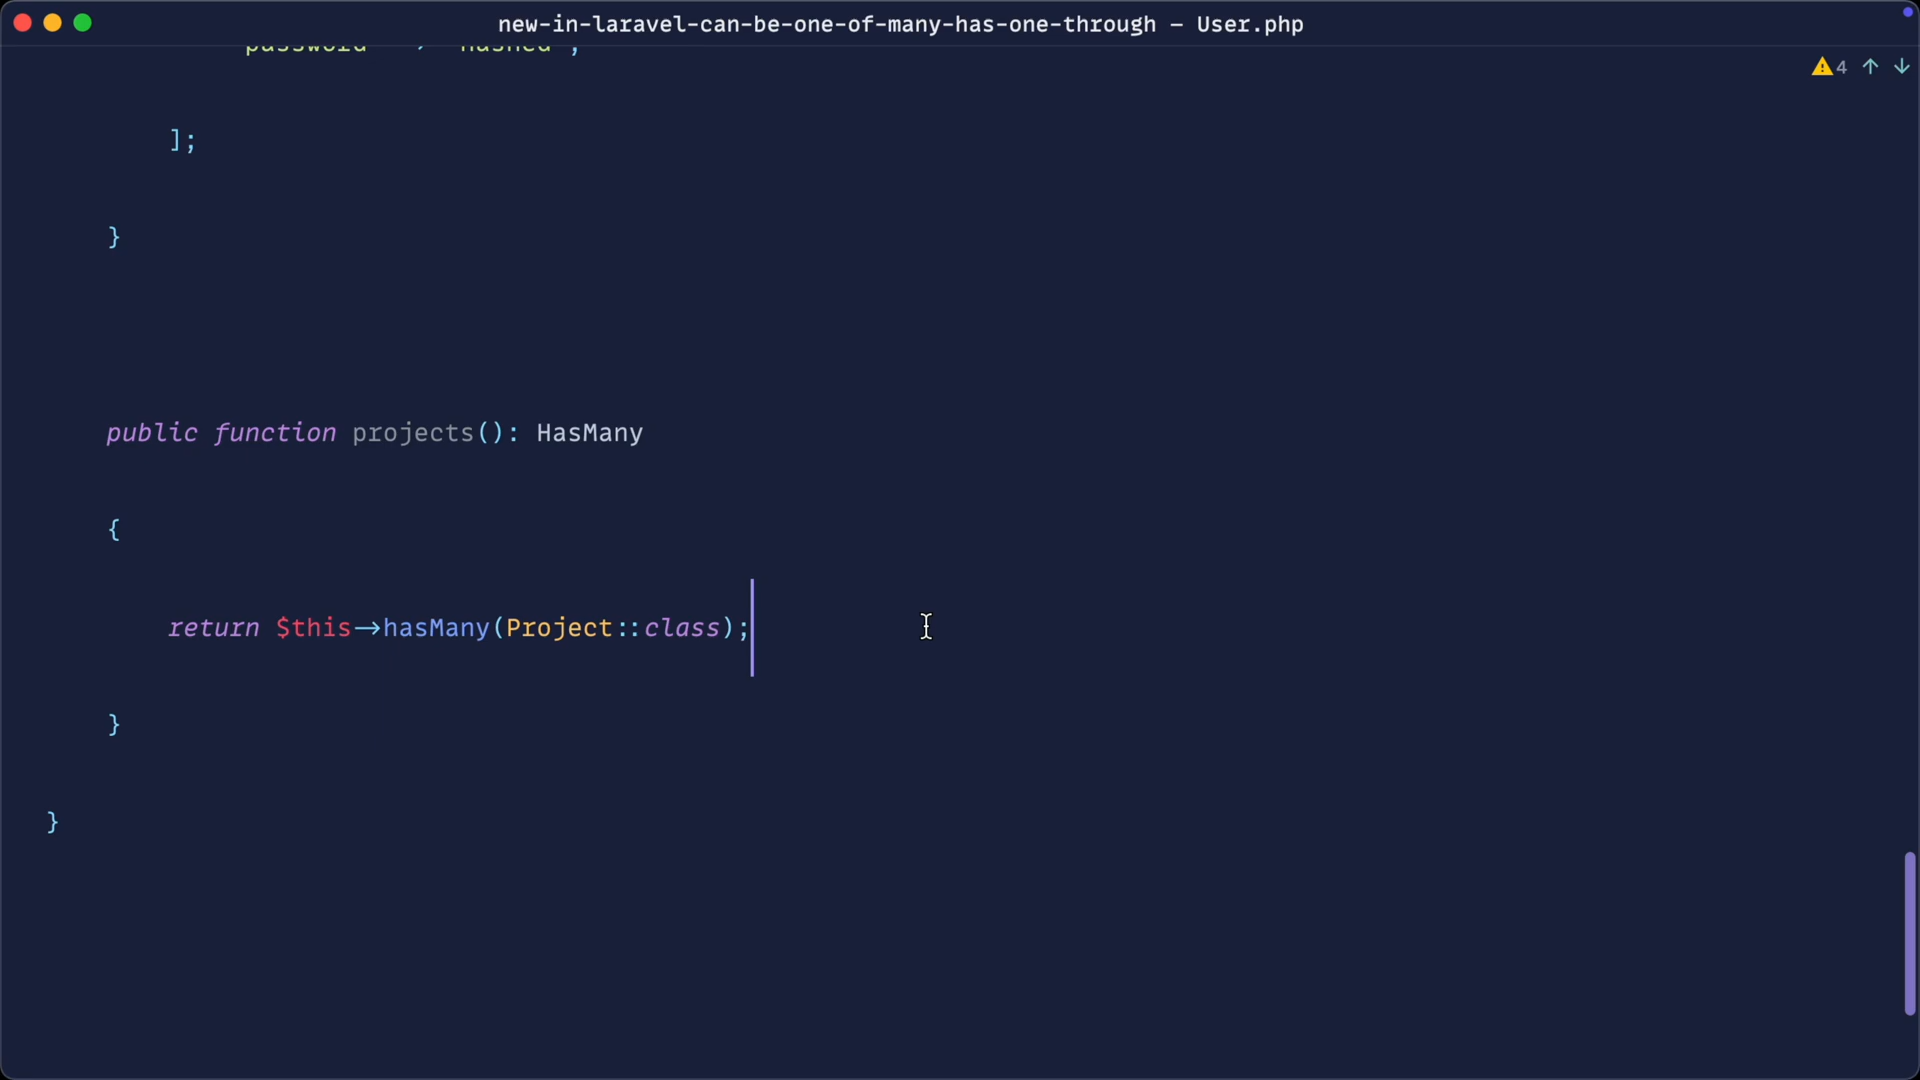 new-in-laravel-can-be-one-of-many-has-one-through – User.php
4
];
}
public function projects(): HasMany
{
return $this→hasMany(Project::class);
}
}